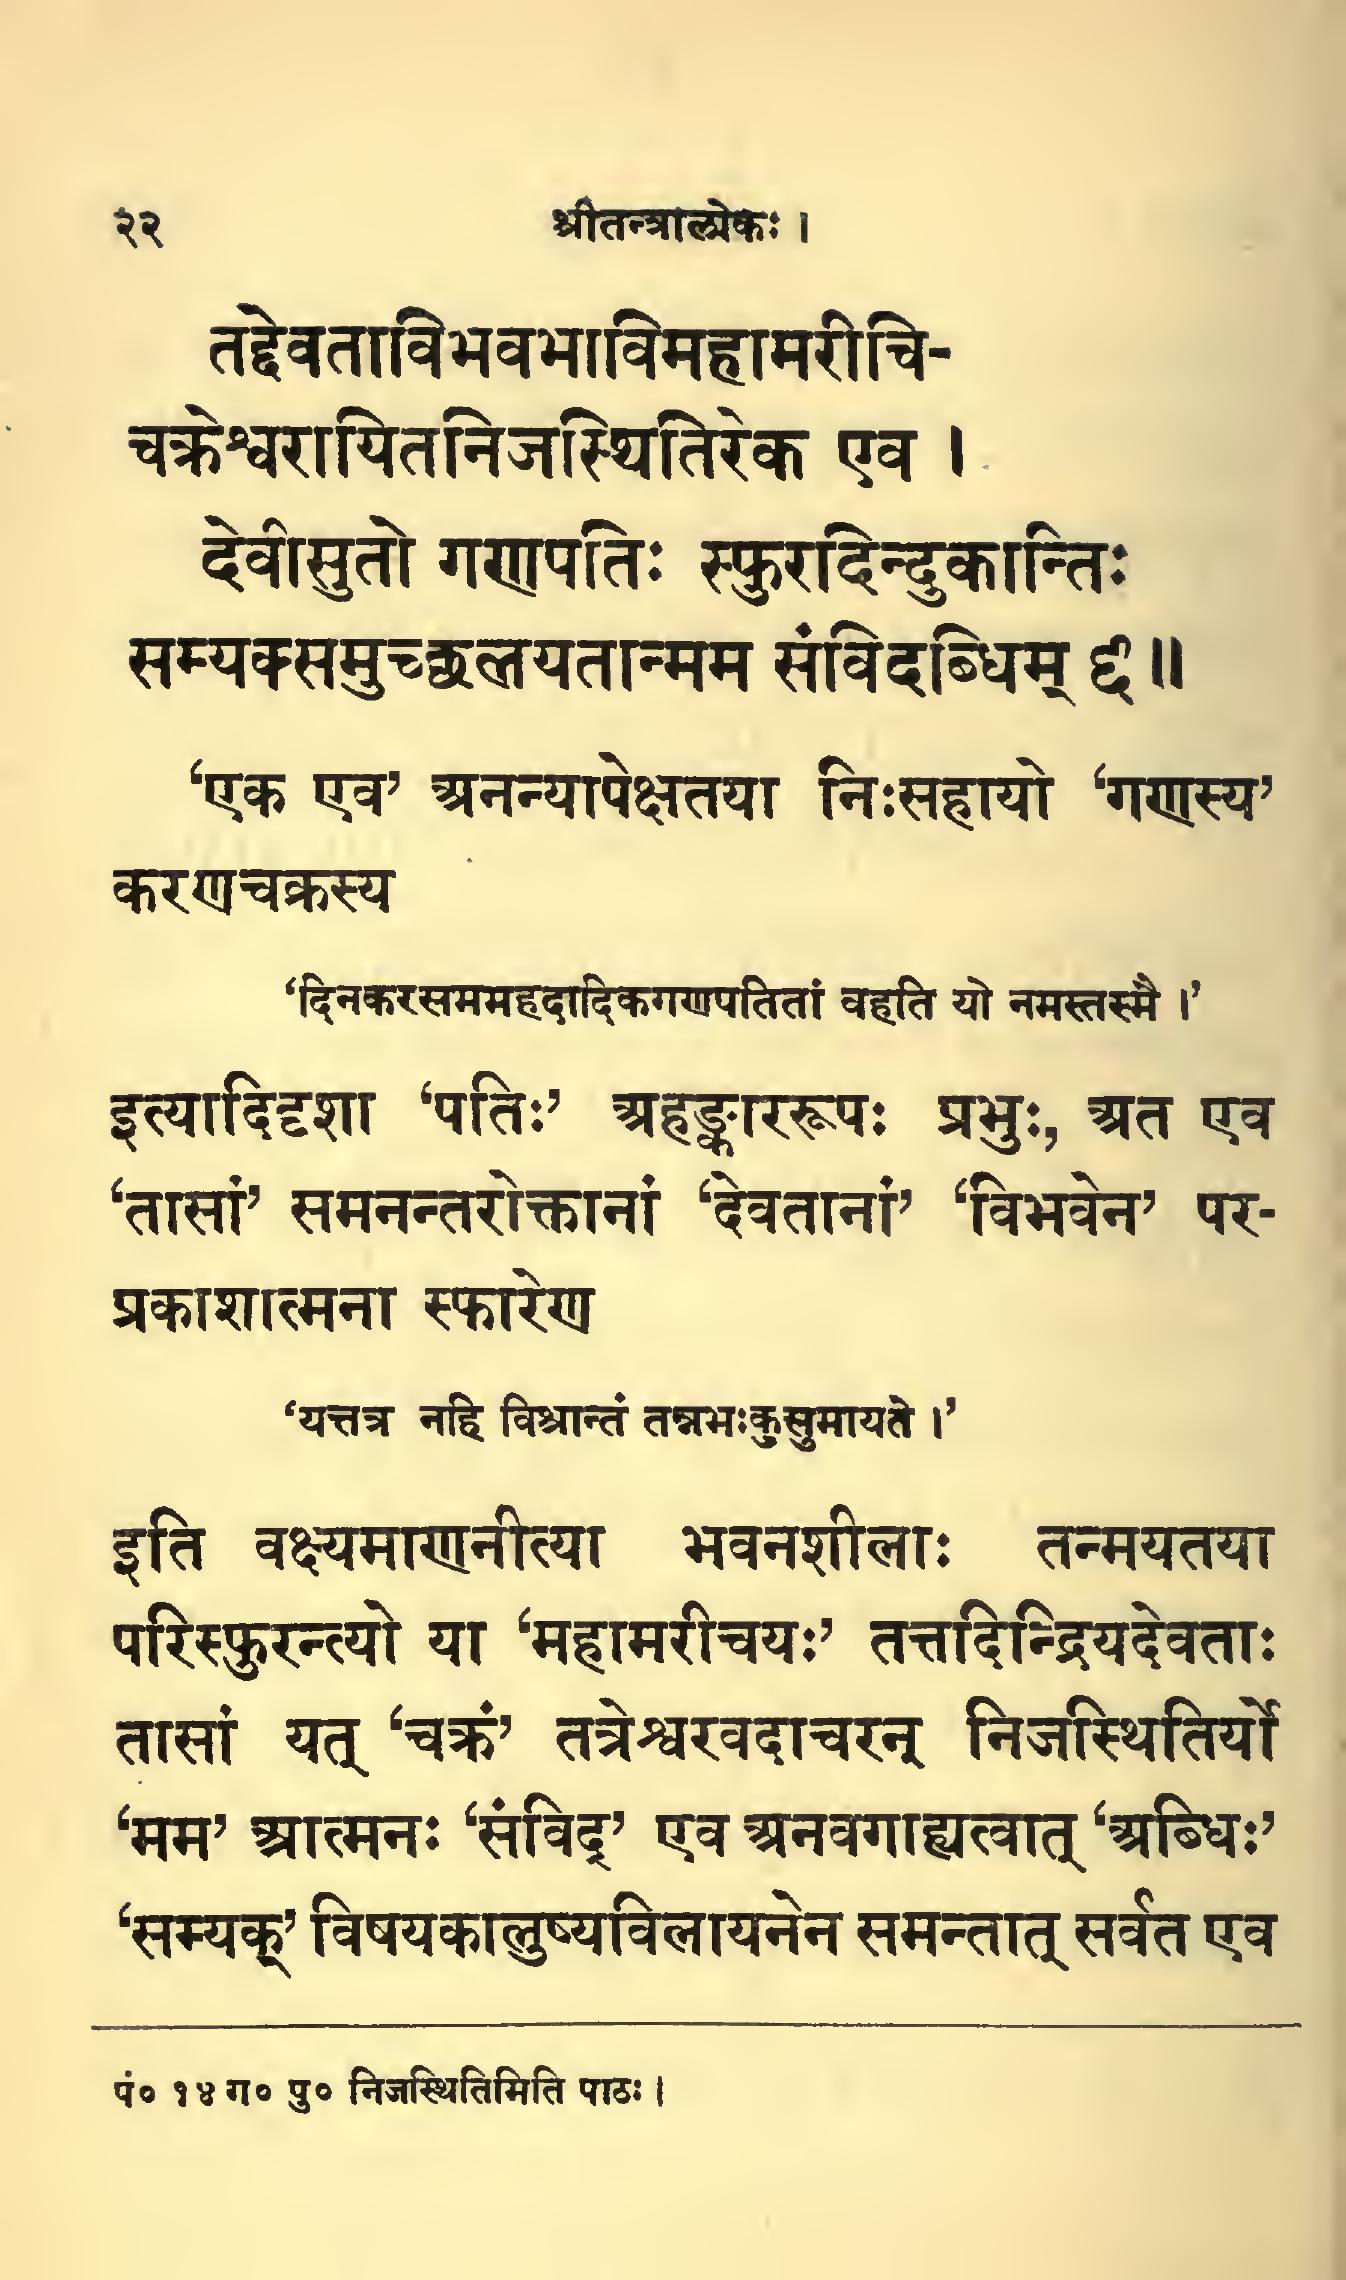 २२ श्रीतन्त्रालोकः ।
तद्देवताविभवभाविमहामरीचि-
चक्रेश्वरायितनिजस्थितिरेक एव ।
देवीसुतो गणपतिः स्फुरदिन्दुकान्तिः
सम्यक्समुच्छलयतान्मम संविदब्धिम् ६॥
‘एक एव’ अनन्यापेक्षतया निःसहायो ‘गणस्य’
करणचक्रस्य
‘दिनकरसममहदादिकगणपतितां वहति यो नमस्तस्मै ।’
इत्यादिदृशा ‘पतिः’ अहङ्काररूपः प्रभुः, अत एव
‘तासां’ समनन्तरोक्तानां ‘देवतानां’ ‘विभवेन’ पर-
प्रकाशात्मना स्फारेण
‘यत्तत्र नहि विश्रान्तं तन्नभःकुसुमायते ।’
इति वक्ष्यमाणनीत्या भवनशीलाः तन्मयतया
परिस्फुरन्त्यो या ‘महामरीचयः’ तत्तदिन्द्रियदेवताः
तासां यत् ‘चक्रं’ तत्रेश्वरवदाचरन् निजस्थितिर्यो
‘मम’ आत्मनः ‘संविद्’ एव अनवगाह्यत्वात् ‘अब्धिः’
‘सम्यक्’ विषयकालुष्यविलायनेन समन्तात् सर्वत एव
पं० १४ ग० पु० निजस्थितिमिति पाठः ।